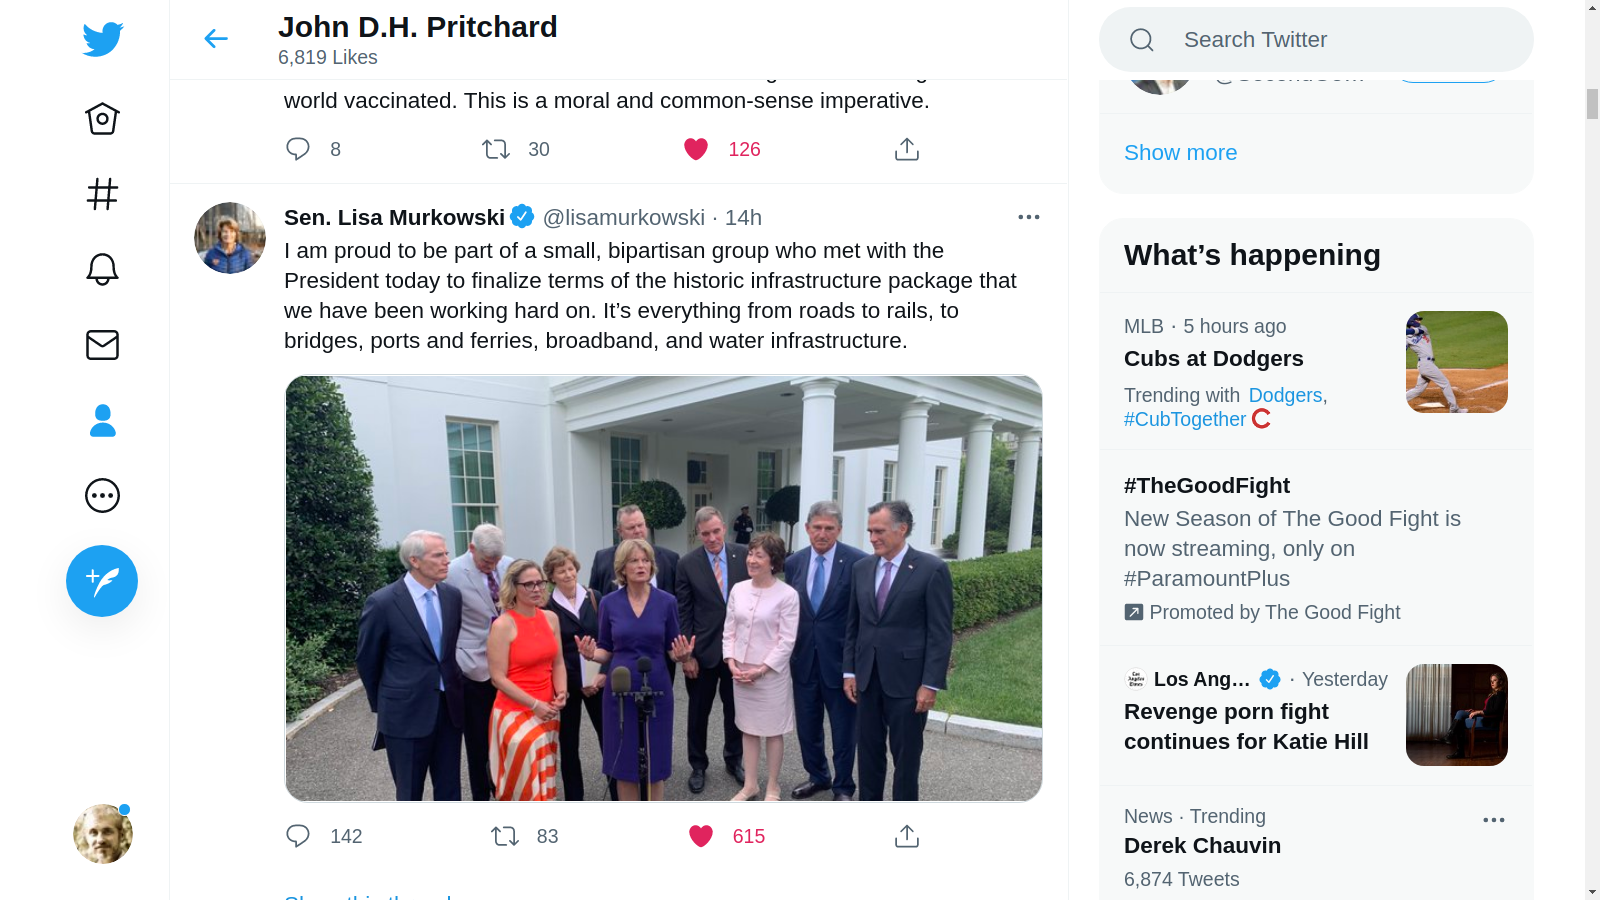 John D.H. Pritchard
6,819 Likes
world vaccinated. This is a moral and common-sense imperative.
8 30 126
Sen. Lisa Murkowski @lisamurkowski · 14h
I am proud to be part of a small, bipartisan group who met with the
President today to finalize terms of the historic infrastructure package that
we have been working hard on. It’s everything from roads to rails, to
bridges, ports and ferries, broadband, and water infrastructure.
142 83 615
Search Twitter
Show more
What’s happening
MLB · 5 hours ago
Cubs at Dodgers
Trending with Dodgers,
#CubTogether
#TheGoodFight
New Season of The Good Fight is
now streaming, only on
#ParamountPlus
Promoted by The Good Fight
Los Ang… · Yesterday
Revenge porn fight
continues for Katie Hill
News · Trending
Derek Chauvin
6,874 Tweets